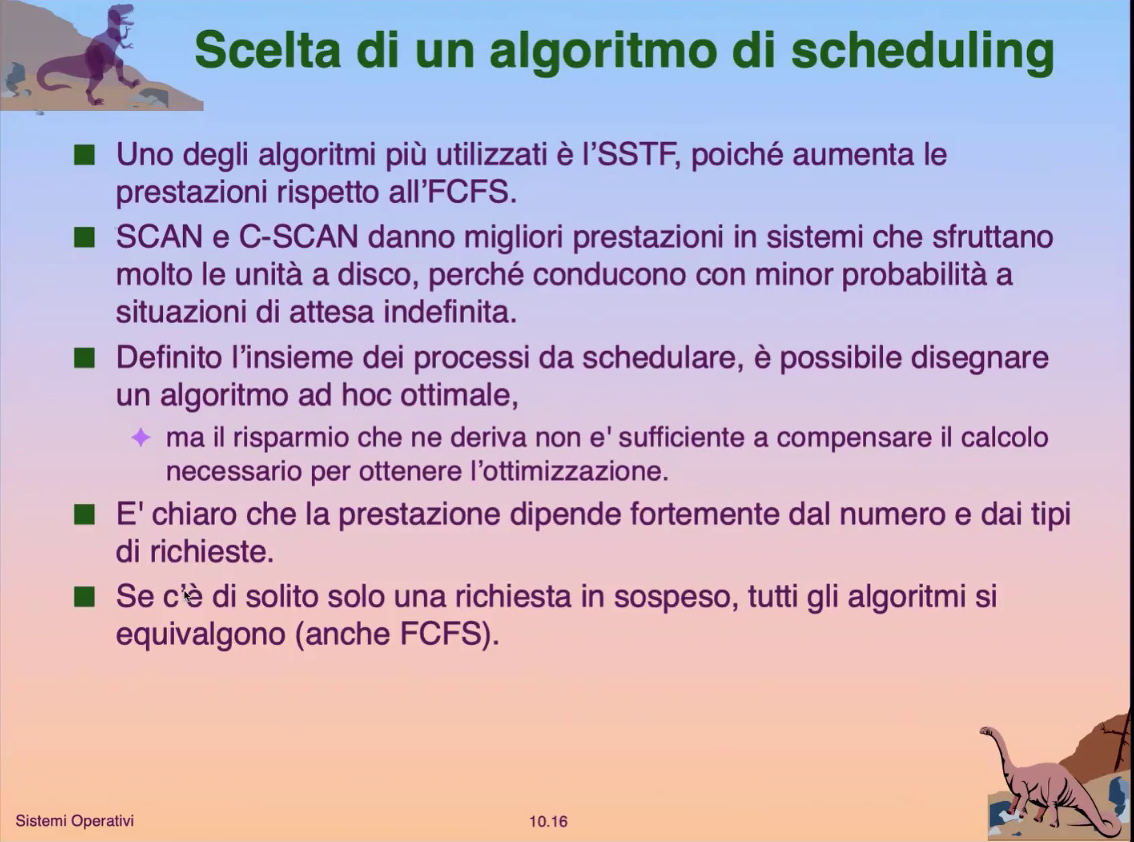 Scelta di un algoritmo di scheduling
Uno degli algoritmi più utilizzati è l'SSTF, poiché aumenta le
prestazioni rispetto all'FCFS.
SCAN e C-SCAN danno migliori prestazioni in sistemi che sfruttano
molto le unità a disco, perché conducono con minor probabilità a
situazioni di attesa indefinita.
Definito l'insieme dei processi da schedulare, è possibile disegnare
un algoritmo ad hoc ottimale,
ma il risparmio che ne deriva non e' sufficiente a compensare il calcolo
necessario per ottenere l'ottimizzazione.
E' chiaro che la prestazione dipende fortemente dal numero e dai tipi
di richieste.
Se c'è di solito solo una richiesta in sospeso, tutti gli algoritmi si
equivalgono (anche FCFS).
Sistemi Operativi
10.16